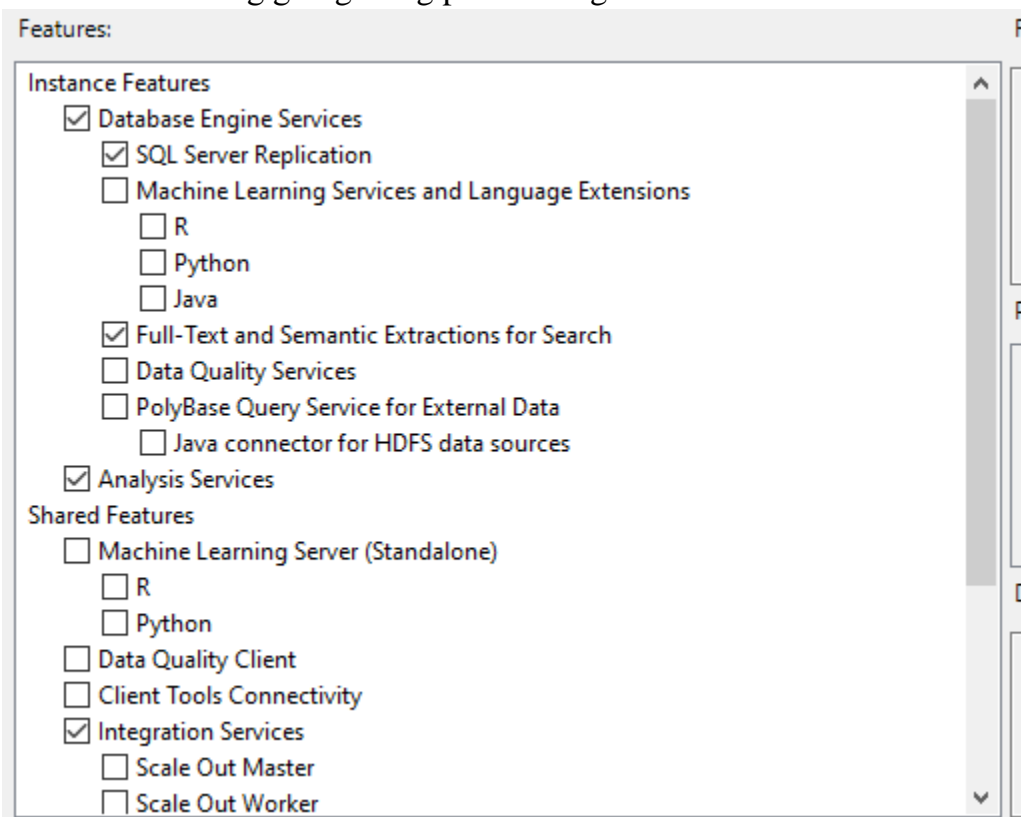 Features:
Instance Features
Database Engine Services
SQL Server Replication
Machine Learning Services and Language Extensions
R
Python
Java
Full-Text and Semantic Extractions for Search
Data Quality Services
PolyBase Query Service for External Data
Java connector for HDFS data sources
Analysis Services
Shared Features
Machine Learning Server (Standalone)
R
Python
Data Quality Client
Client Tools Connectivity
Integration Services
Scale Out Master
Scale Out Worker